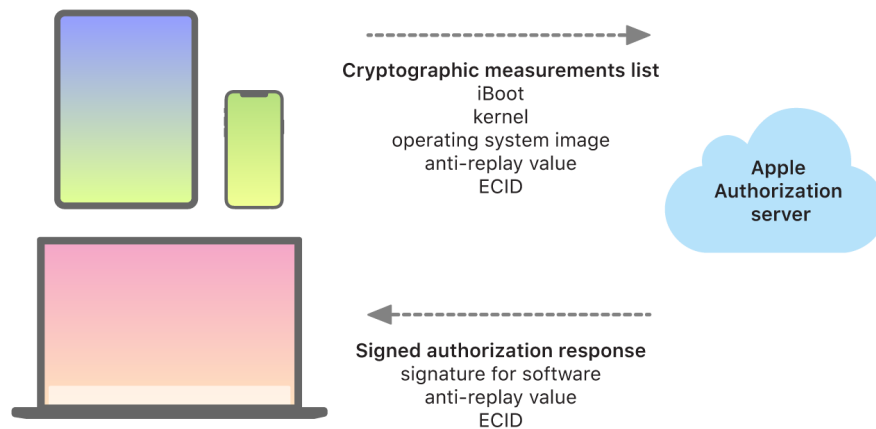 Cryptographic measurements list
iBoot
kernel
operating system image
anti-replay value
ECID
Apple
Authorization
server
Signed authorization response
signature for software
anti-replay value
ECID